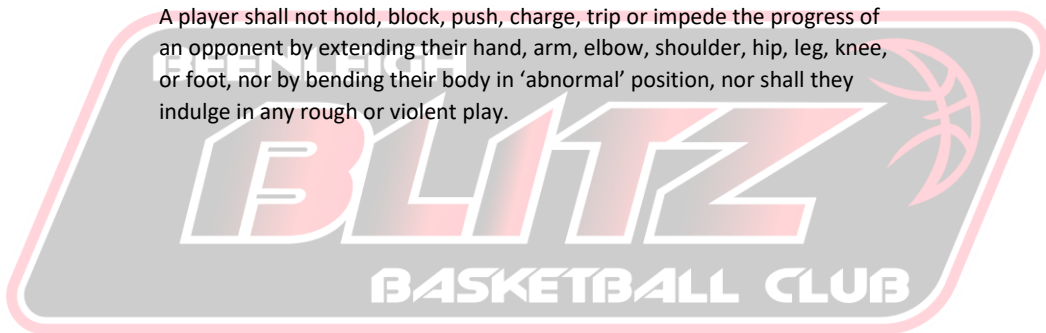 A player shall not hold, block, push, charge, trip or impede the progress of
an opponent by extending their hand, arm, elbow, shoulder, hip, leg, knee,
or foot, nor by bending their body in ‘abnormal’ position, nor shall they
indulge in any rough or violent play.
BEENLEIGH
BLITZ
BASKETBALL CLUB